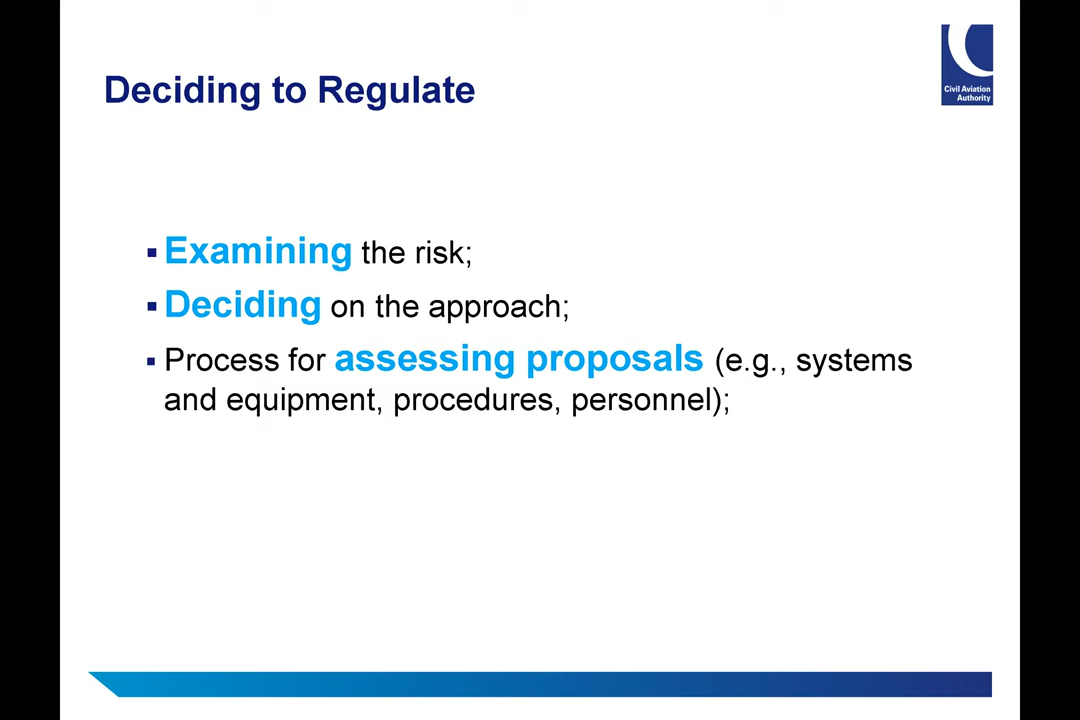 Civil Aviation
Authority
Deciding to Regulate
▪ Examining the risk;
▪ Deciding on the approach;
▪ Process for assessing proposals (e.g., systems
and equipment, procedures, personnel);